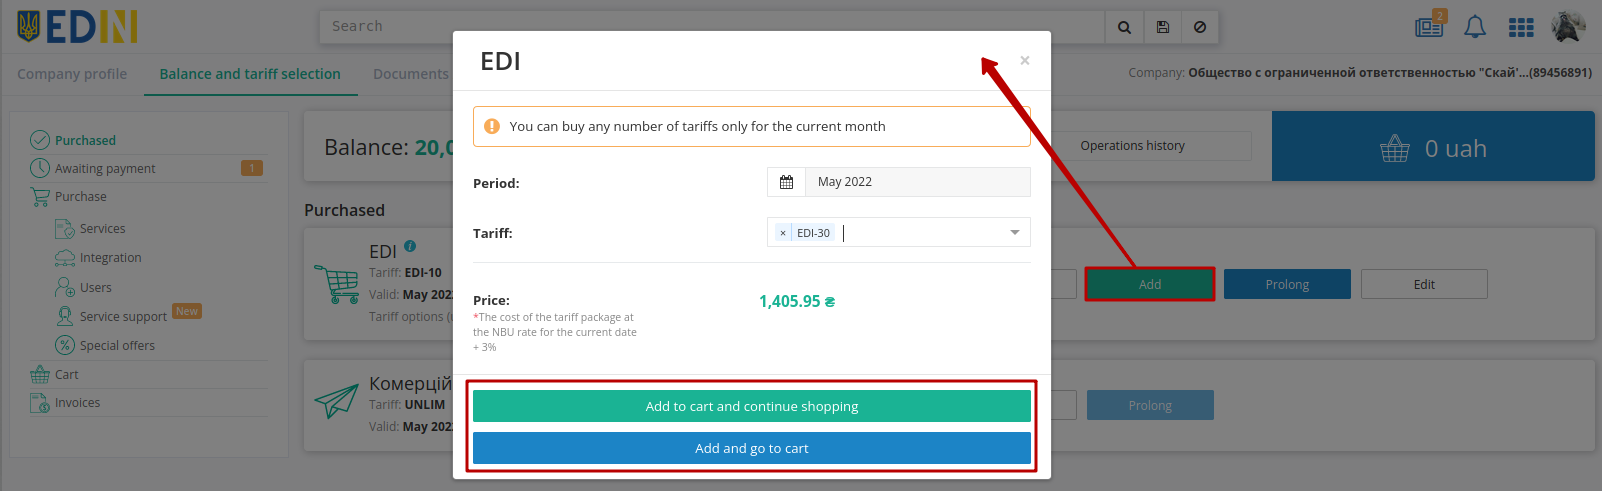 EDIN
Search
2
Company profile
Balance and tariff selection
Documents
Company: Общество с ограниченной ответственностью "Скай'...(89456891)
EDI
×
You can buy any number of tariffs only for the current month
Period:
May 2022
Tariff:
× EDI-30
Price:
1,405.95 ₴
*The cost of the tariff package at
the NBU rate for the current date
+ 3%
Add to cart and continue shopping
Add and go to cart
Purchased
Awaiting payment
1
Purchase
Services
Integration
Users
Service support
New
Special offers
Cart
Invoices
Balance: 20,0
Operations history
0 uah
Purchased
EDI
Tariff: EDI-10
Valid: May 202
Tariff options (
Add
Prolong
Edit
Комерцій
Tariff: UNLIM
Valid: May 202
Prolong